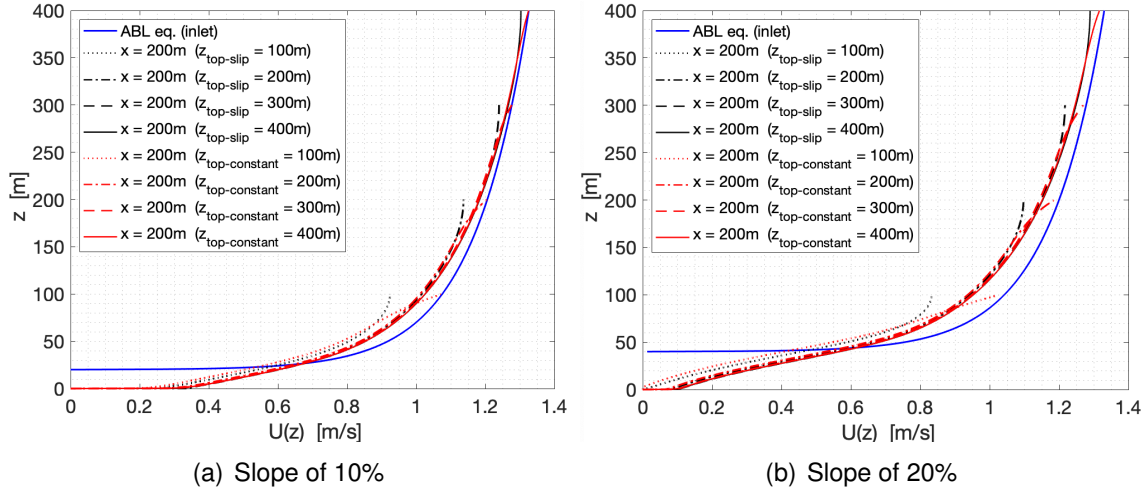 400
350
300
250
200
150
100
50
0
z [m]
ABL eq. (inlet)
x = 200m (z_top-slip = 100m)
x = 200m (z_top-slip = 200m)
x = 200m (z_top-slip = 300m)
x = 200m (z_top-slip = 400m)
x = 200m (z_top-constant = 100m)
x = 200m (z_top-constant = 200m)
x = 200m (z_top-constant = 300m)
x = 200m (z_top-constant = 400m)
0 0.2 0.4 0.6 0.8 1 1.2 1.4
U(z) [m/s]
(a) Slope of 10%
400
350
300
250
200
150
100
50
0
z [m]
ABL eq. (inlet)
x = 200m (z_top-slip = 100m)
x = 200m (z_top-slip = 200m)
x = 200m (z_top-slip = 300m)
x = 200m (z_top-slip = 400m)
x = 200m (z_top-constant = 100m)
x = 200m (z_top-constant = 200m)
x = 200m (z_top-constant = 300m)
x = 200m (z_top-constant = 400m)
0 0.2 0.4 0.6 0.8 1 1.2 1.4
U(z) [m/s]
(b) Slope of 20%